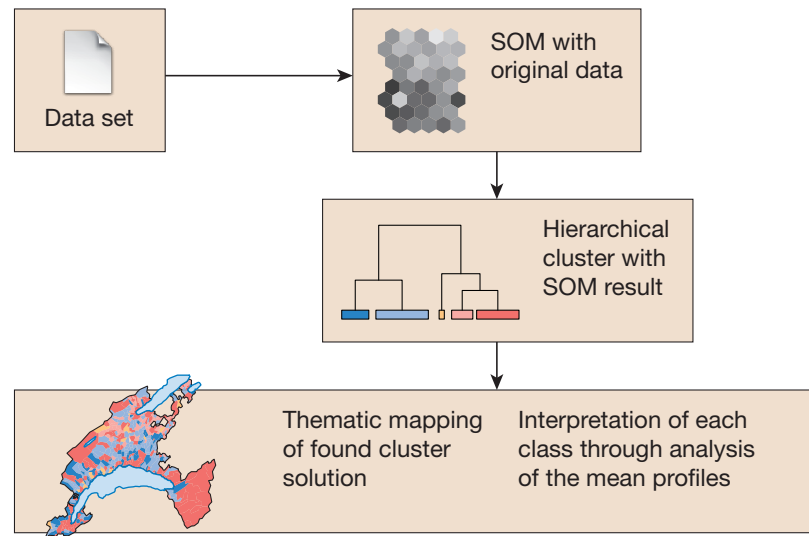 Data set
SOM with
original data
Hierarchical
cluster with
SOM result
Thematic mapping
of found cluster
solution
Interpretation of each
class through analysis
of the mean profiles